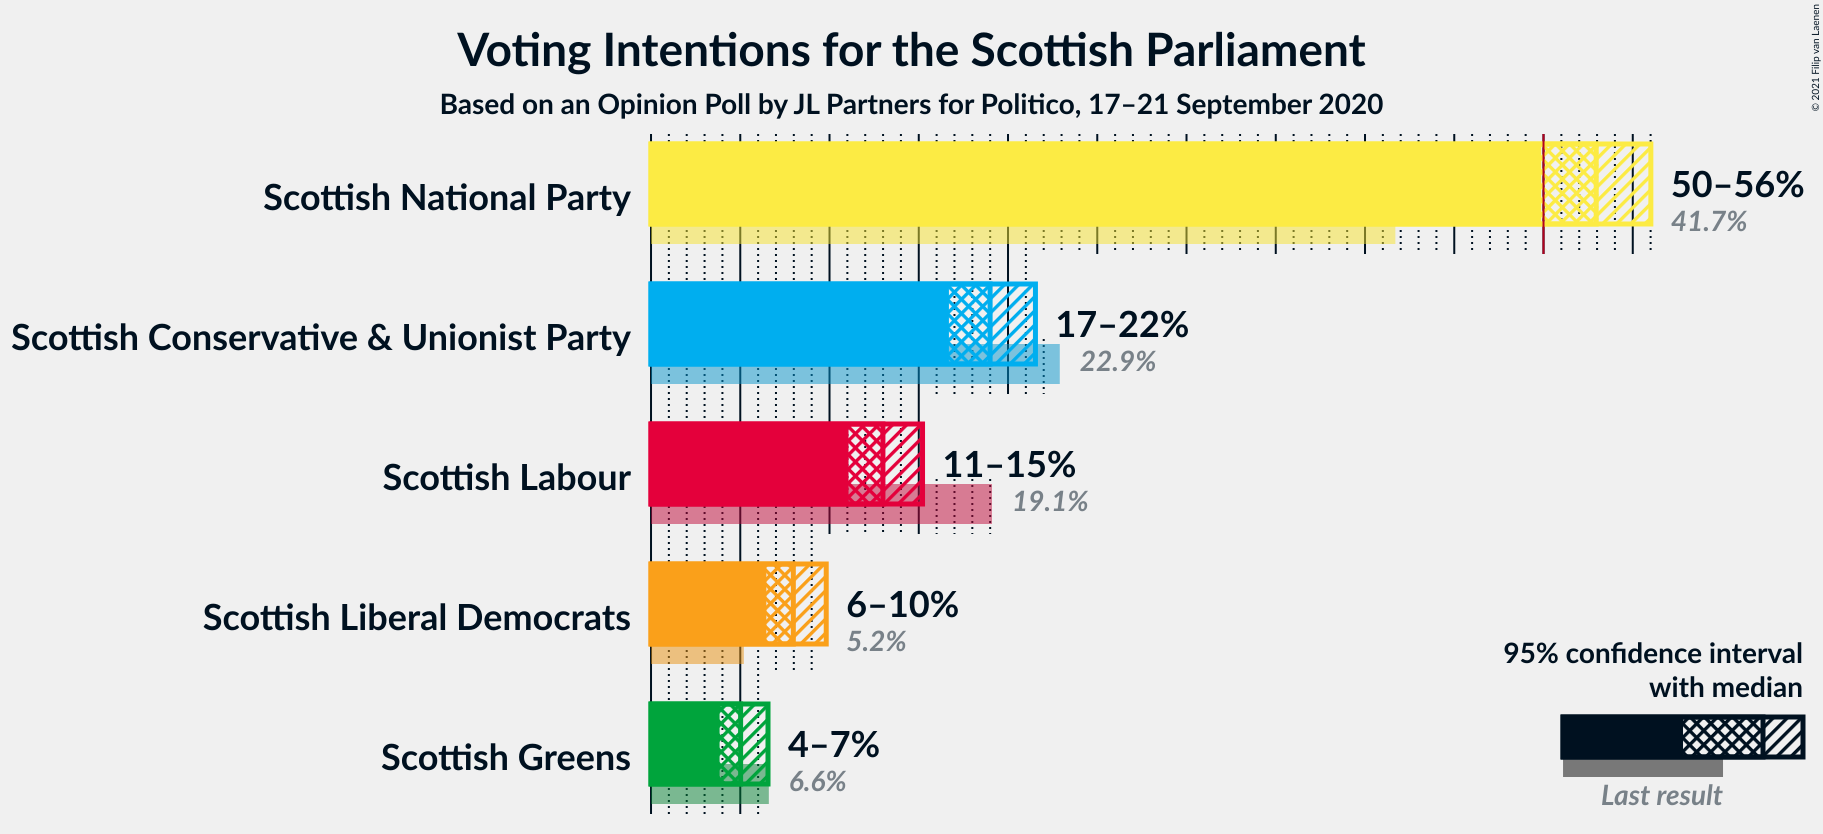 Voting Intentions for the Scottish Parliament
Based on an Opinion Poll by JL Partners for Politico, 17–21 September 2020
© 2021 Filip van Laenen
Scottish National Party
50–56%
41.7%
Scottish Conservative & Unionist Party
17–22%
22.9%
Scottish Labour
11–15%
19.1%
Scottish Liberal Democrats
6–10%
5.2%
Scottish Greens
4–7%
6.6%
95% confidence interval
with median
Last result